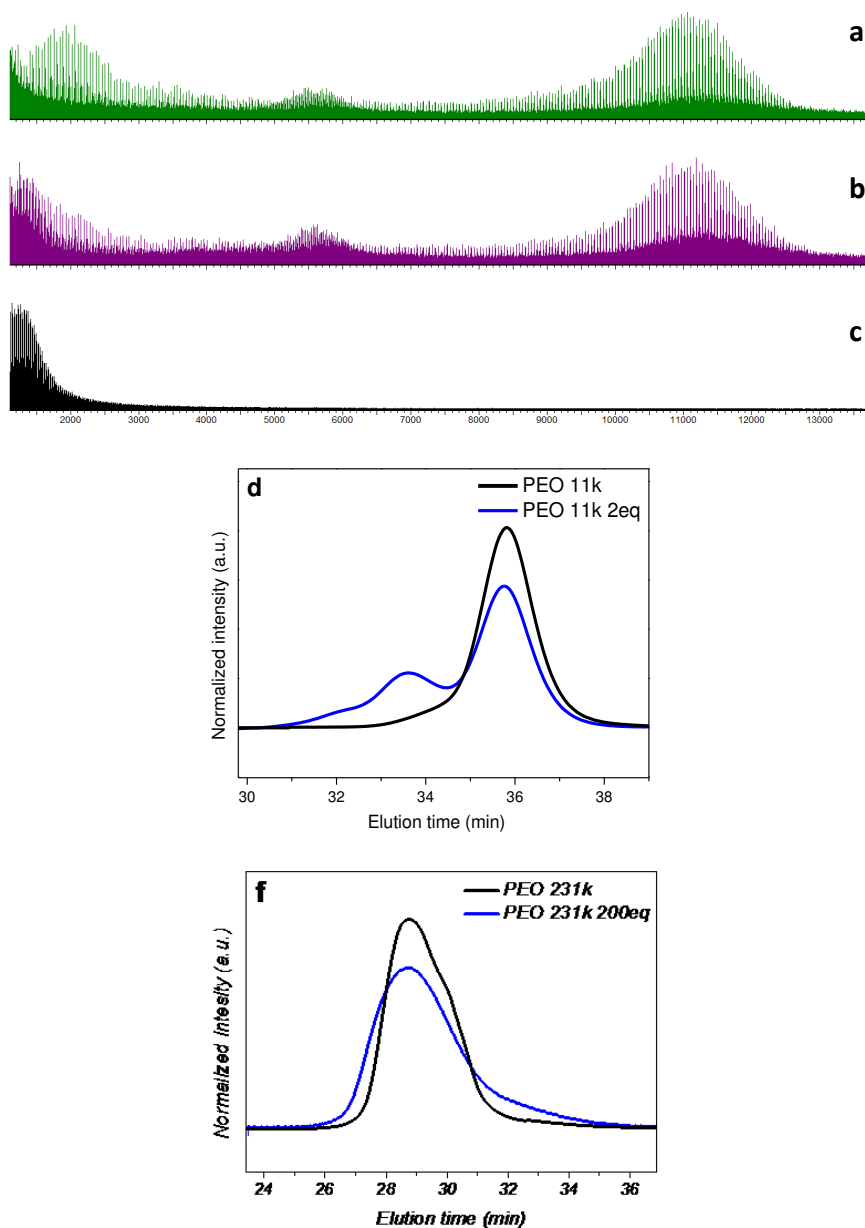 a
b
c
2000 3000 4000 5000 6000 7000 8000 9000 10000 11000 12000 13000
d
PEO 11k
PEO 11k 2eq
Normalized intensity (a.u.)
30 32 34 36 38
Elution time (min)
f
PEO 231k
PEO 231k 200eq
Normalized intesity (a.u.)
24 26 28 30 32 34 36
Elution time (min)